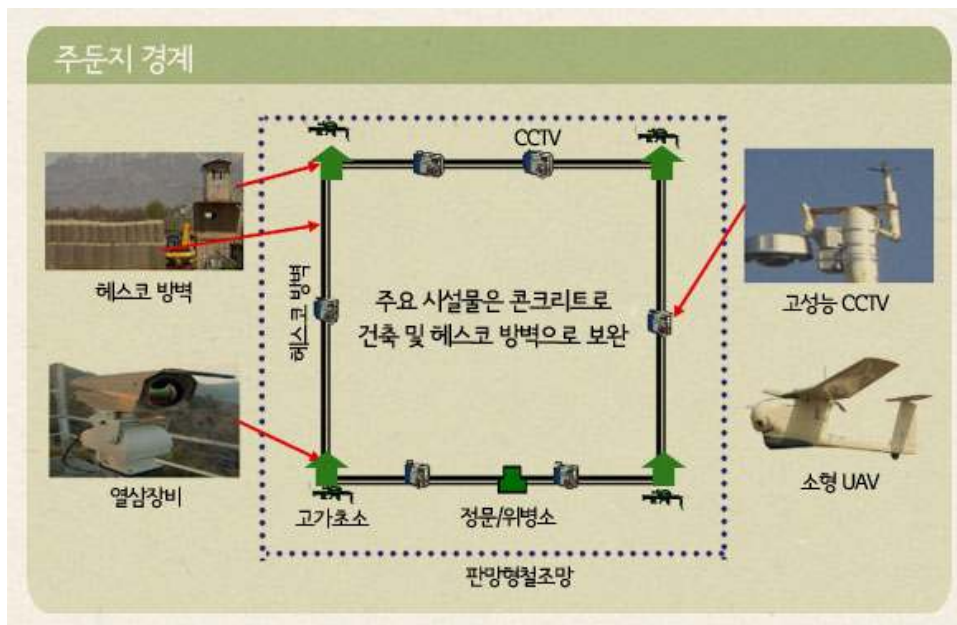 주둔지 경계
CCTV
헤스코 방벽
헤스코 방벽
주요 시설물은 콘크리트로
건축 및 헤스코 방벽으로 보완
고성능 CCTV
열삼장비
고가초소
정문/위병소
소형 UAV
판망형철조망